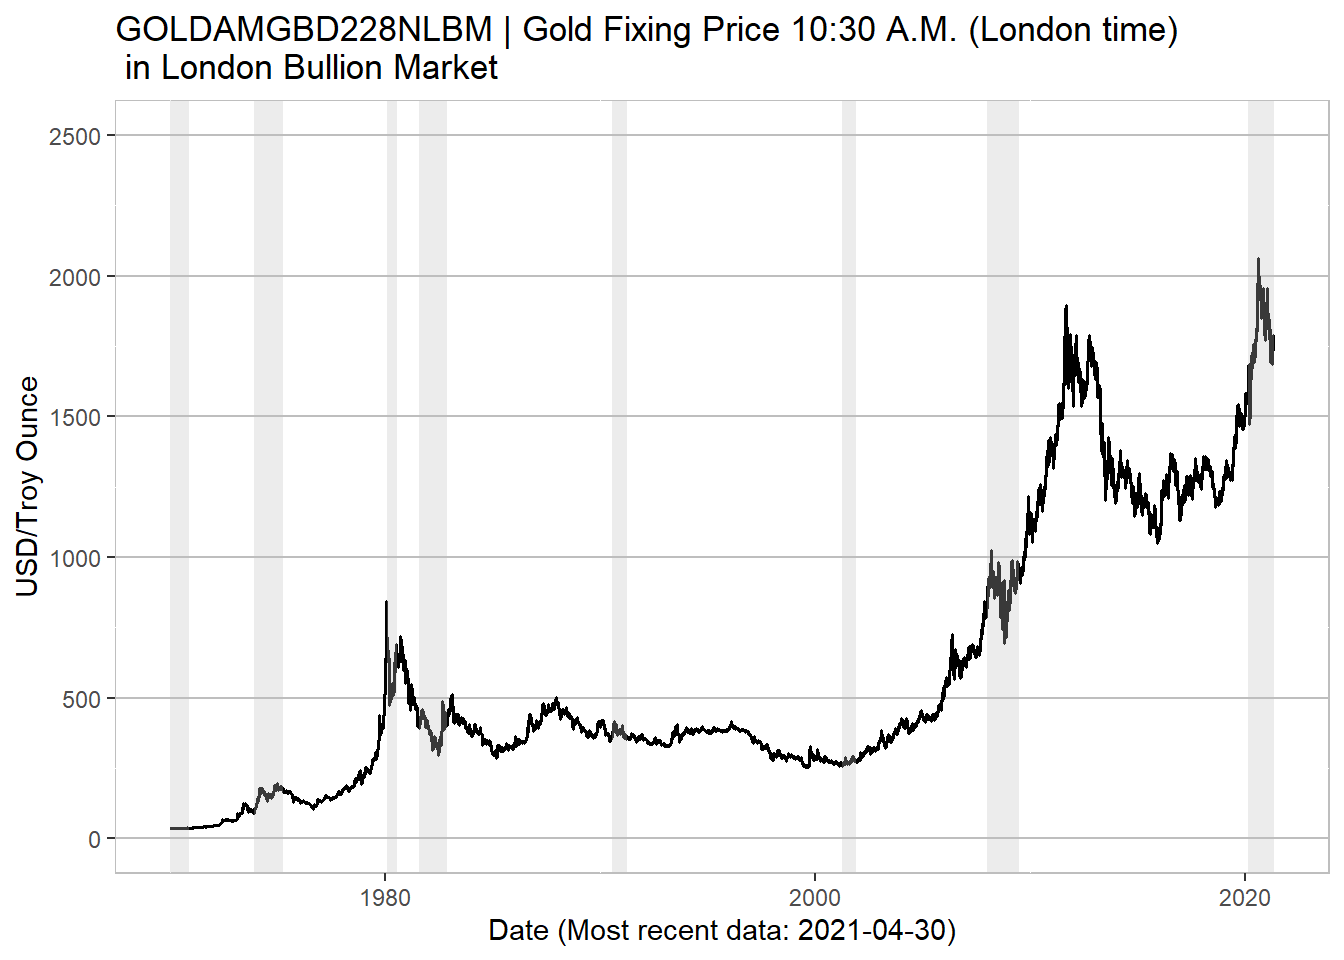 GOLDAMGBD228NLBM | Gold Fixing Price 10:30 A.M. (London time)
in London Bullion Market
2500
2000
1500
1000
500
0
USD/Troy Ounce
1980
2000
2020
Date (Most recent data: 2021-04-30)